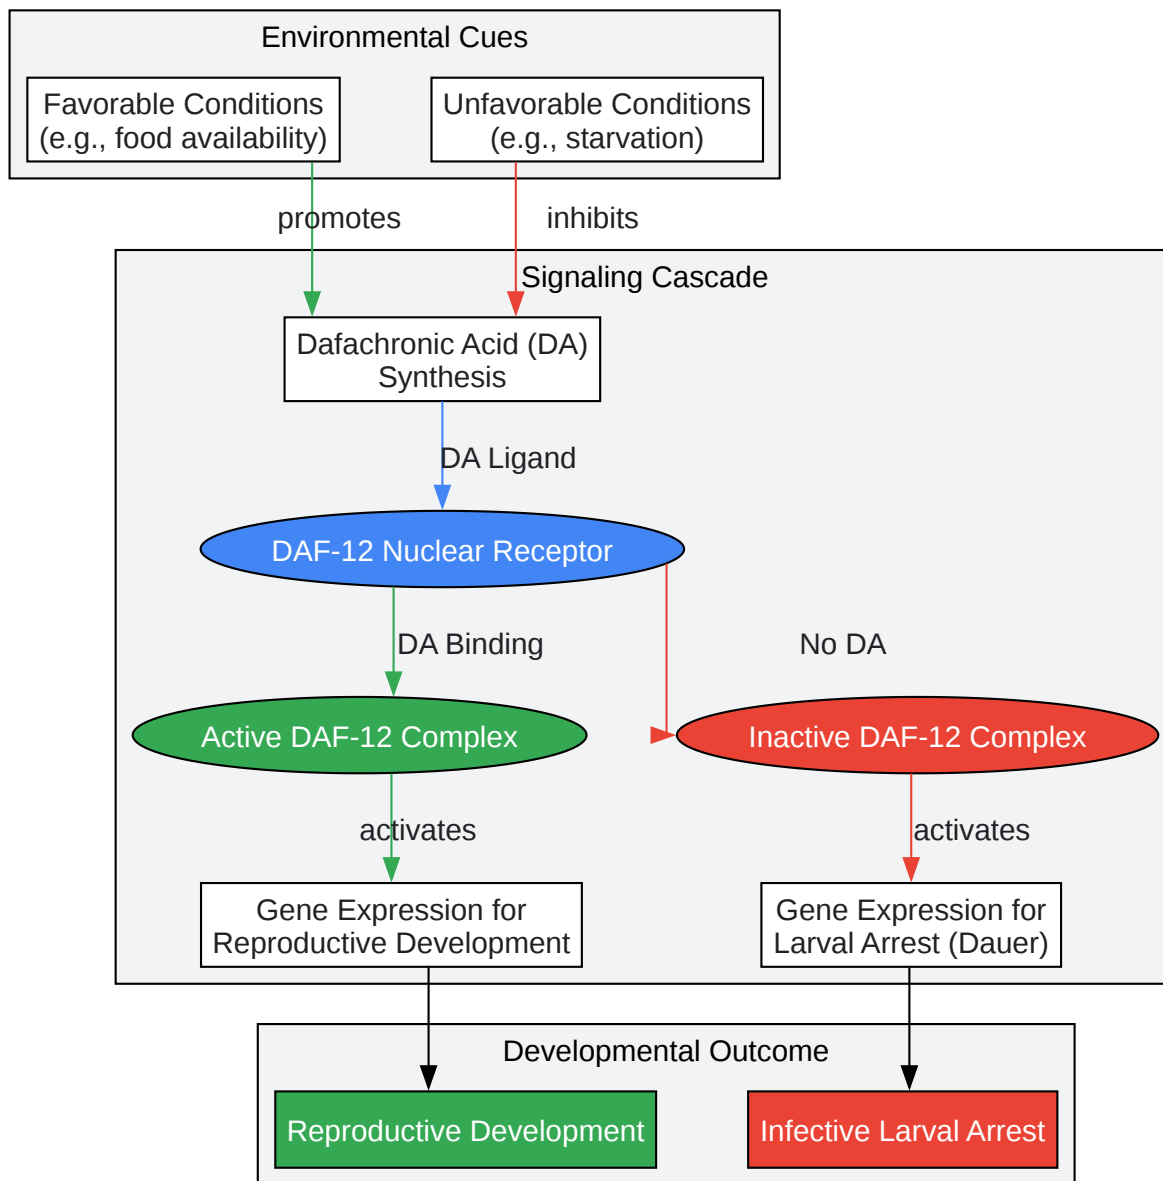 Environmental Cues
Favorable Conditions
(e.g., food availability)
Unfavorable Conditions
(e.g., starvation)
promotes
inhibits
Signaling Cascade
Dafachronic Acid (DA)
Synthesis
DA Ligand
DAF-12 Nuclear Receptor
DA Binding
No DA
Active DAF-12 Complex
Inactive DAF-12 Complex
activates
activates
Gene Expression for
Reproductive Development
Gene Expression for
Larval Arrest (Dauer)
Developmental Outcome
Reproductive Development
Infective Larval Arrest